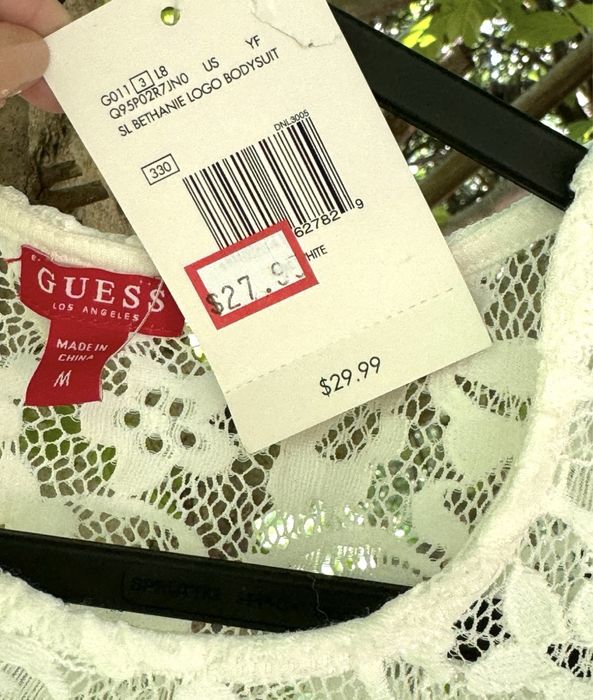 G011 3 L8 US YF
Q95P02R7JN0
SL BETHANIE LOGO BODYSUIT
DNL3005
330
62782 9
HITE
$27.9
$29.99
GUESS
LOS ANGELES
MADE IN
CHINA
M